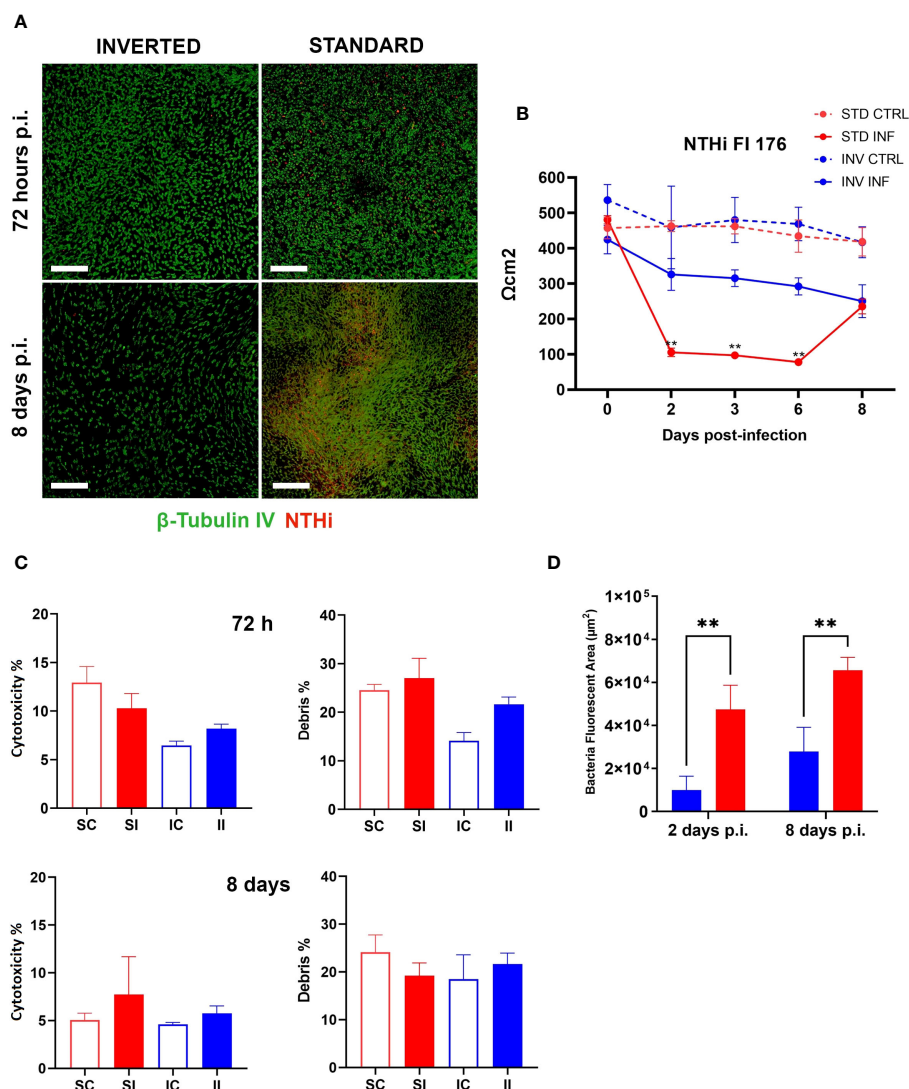 A
INVERTED STANDARD
72 hours p.i.
8 days p.i.
β-Tubulin IV NTHi
B
NTHi FI 176
STD CTRL
STD INF
INV CTRL
INV INF
Ωcm2
600
500
400
300
200
100
0
** ** **
0 2 3 6 8
Days post-infection
C
72 h
Cytotoxicity %
20
15
10
5
0
SC SI IC II
Debris %
40
30
20
10
0
SC SI IC II
8 days
Cytotoxicity %
20
15
10
5
0
SC SI IC II
Debris %
40
30
20
10
0
SC SI IC II
D
Bacteria Fluorescent Area (μm²)
1×10⁵
8×10⁴
6×10⁴
4×10⁴
2×10⁴
0
** **
2 days p.i. 8 days p.i.